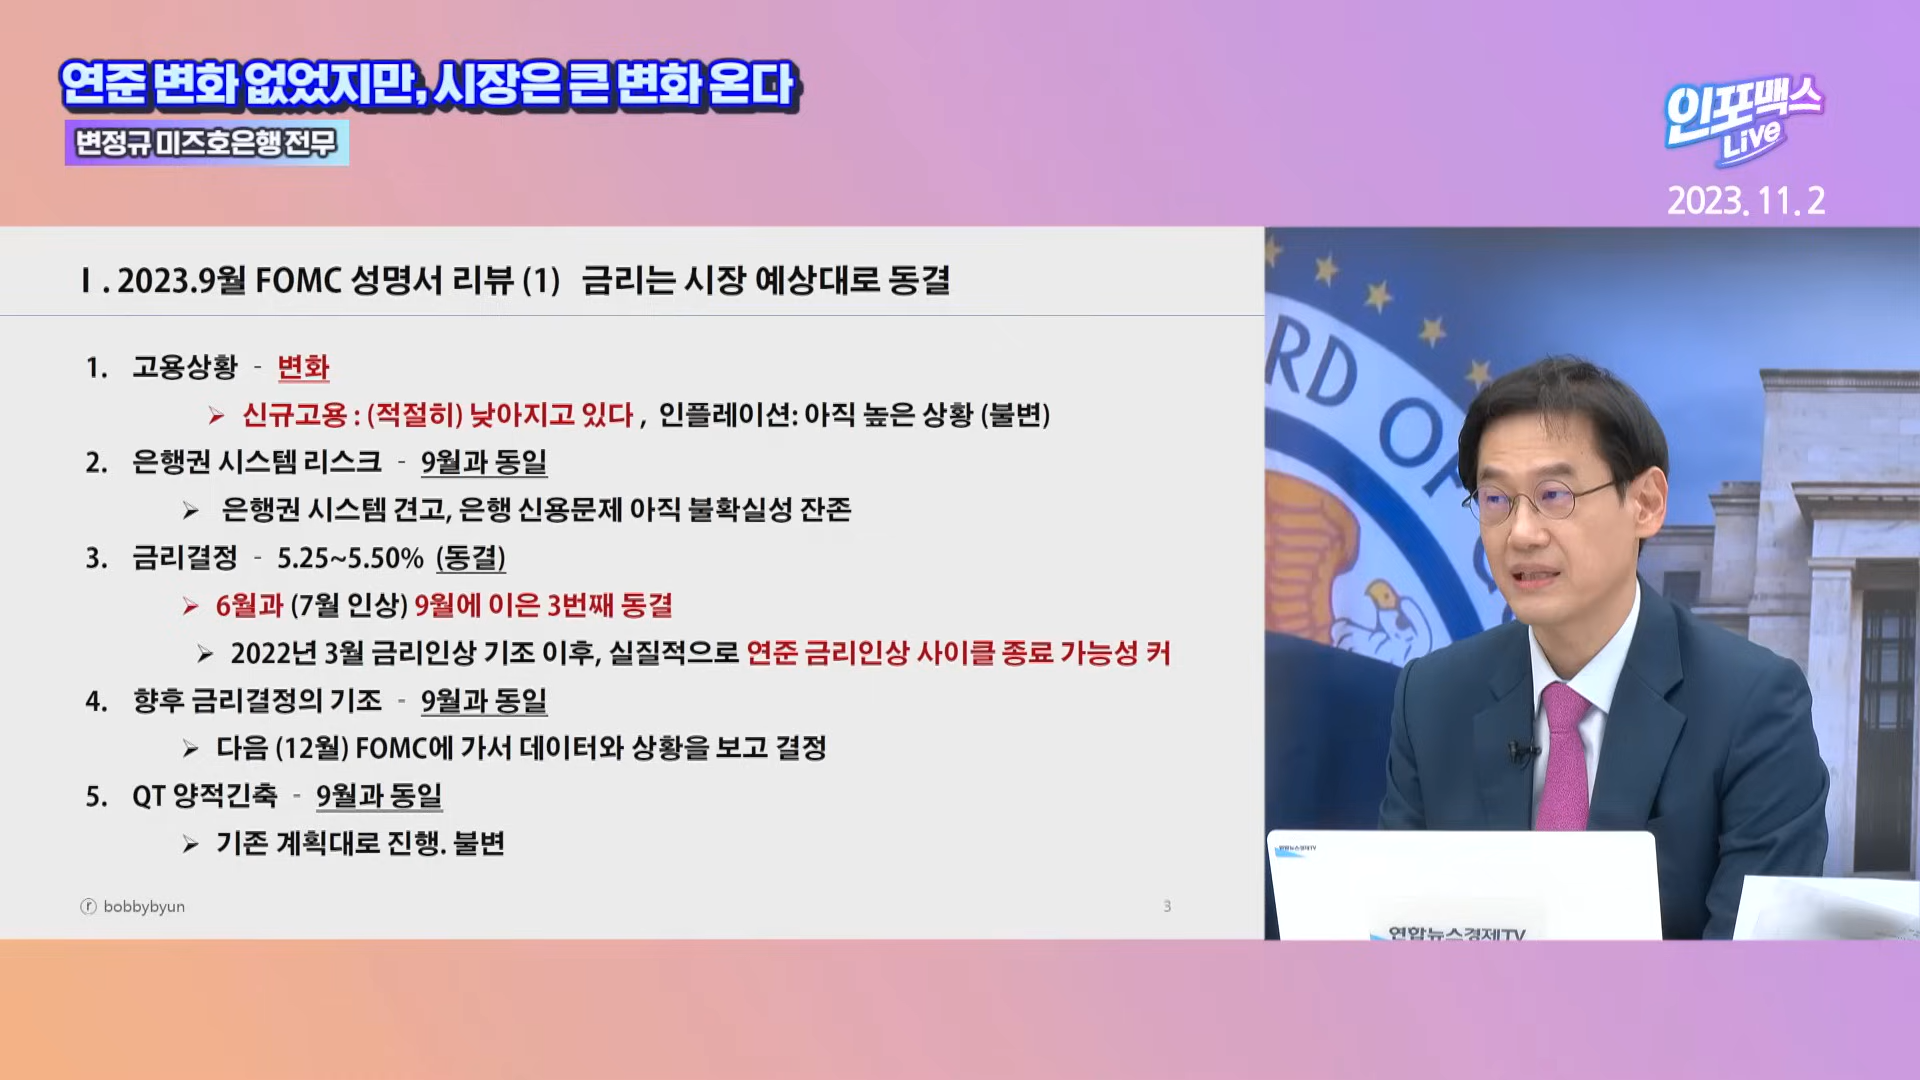 연준 변화 없었지만, 시장은 큰 변화 온다
변정규 미즈호은행 전무
인포맥스
Live
2023. 11. 2
Ⅰ. 2023.9월 FOMC 성명서 리뷰 (1) 금리는 시장 예상대로 동결
1. 고용상황 - 변화
➢ 신규고용 : (적절히) 낮아지고 있다 , 인플레이션: 아직 높은 상황 (불변)
2. 은행권 시스템 리스크 - 9월과 동일
➢ 은행권 시스템 견고, 은행 신용문제 아직 불확실성 잔존
3. 금리결정 - 5.25~5.50% (동결)
➢ 6월과 (7월 인상) 9월에 이은 3번째 동결
➢ 2022년 3월 금리인상 기조 이후, 실질적으로 연준 금리인상 사이클 종료 가능성 커
4. 향후 금리결정의 기조 - 9월과 동일
➢ 다음 (12월) FOMC에 가서 데이터와 상황을 보고 결정
5. QT 양적긴축 - 9월과 동일
➢ 기존 계획대로 진행. 불변
ⓡ bobbybyun
3
RD OF
연합뉴스경제TV
연합뉴스경제TV